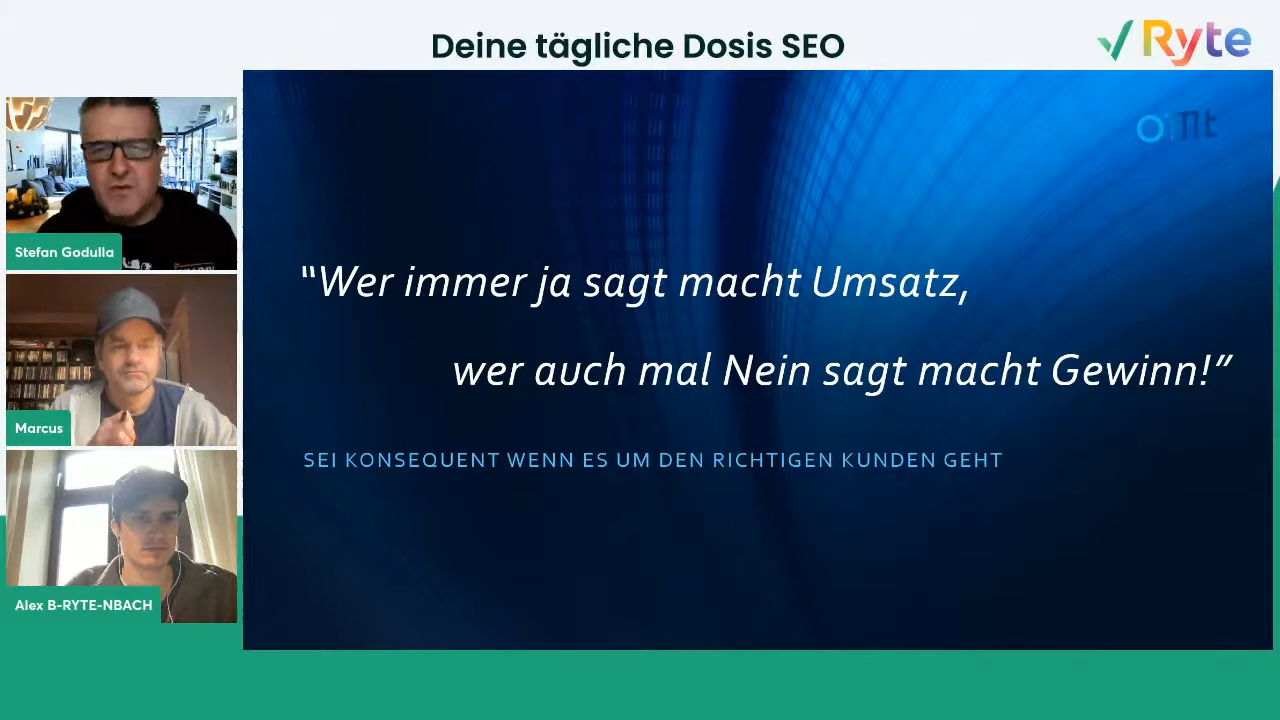 Deine tägliche Dosis SEO
Ryte
Stefan Godulla
Marcus
Alex B-RYTE-NBACH
“Wer immer ja sagt macht Umsatz,
wer auch mal Nein sagt macht Gewinn!”
SEI KONSEQUENT WENN ES UM DEN RICHTIGEN KUNDEN GEHT